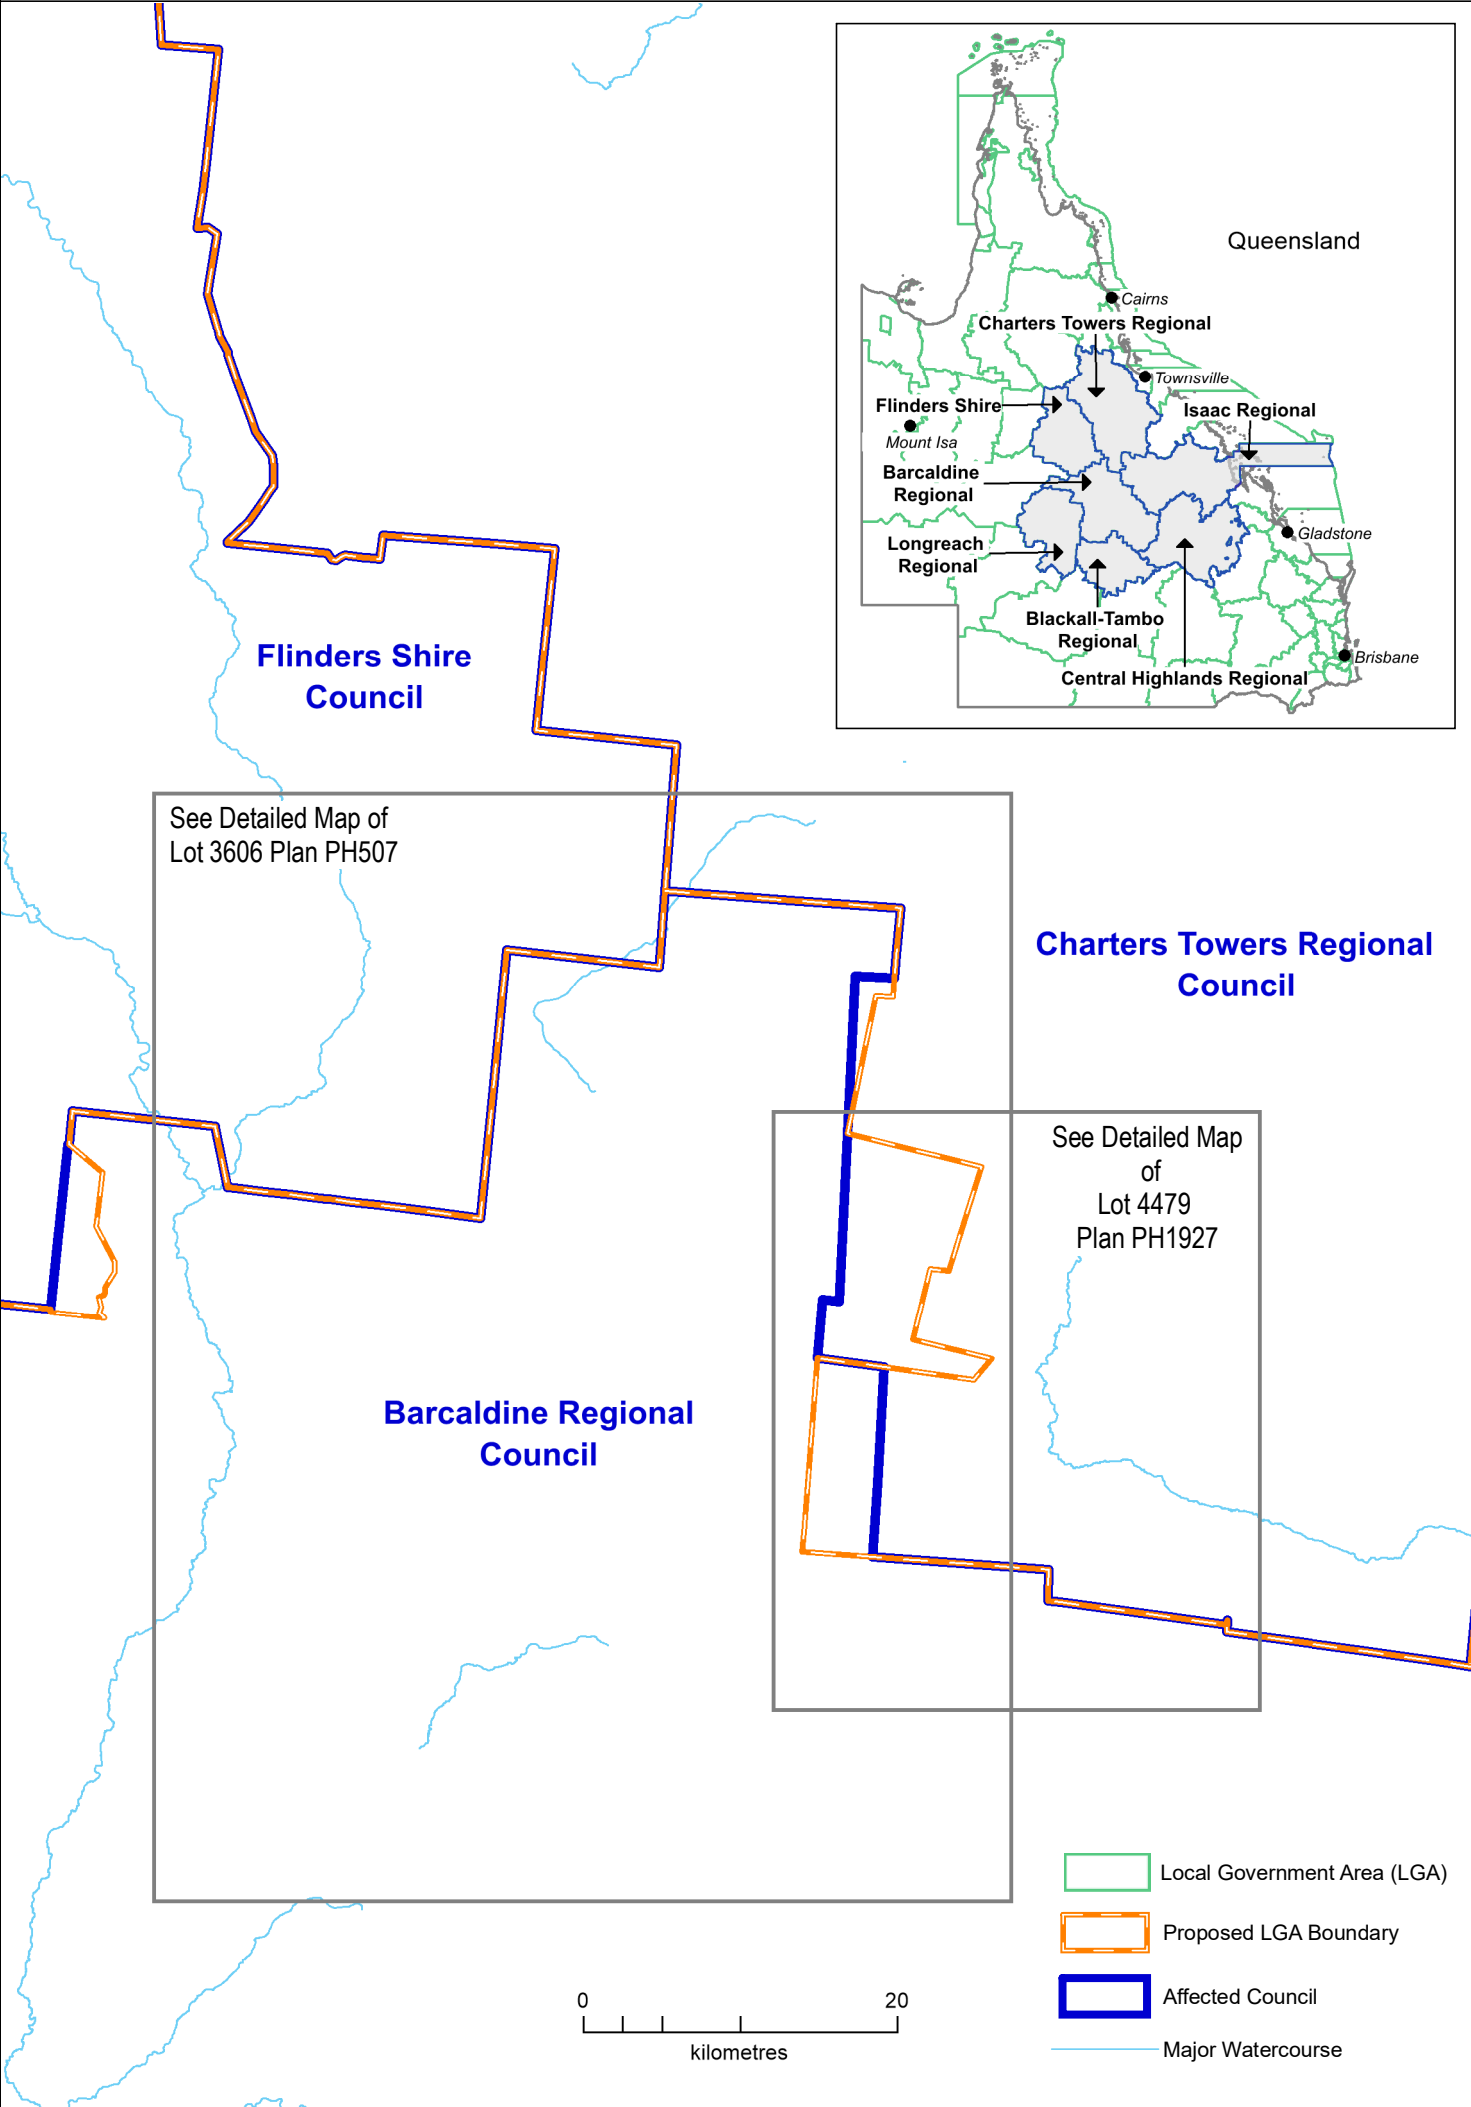 Queensland
Cairns
Charters Towers Regional
Townsville
Flinders Shire
Isaac Regional
Mount Isa
Barcaldine
Regional
Gladstone
Longreach
Regional
Blackall-Tambo
Regional
Brisbane
Central Highlands Regional
Flinders Shire
Council
See Detailed Map of
Lot 3606 Plan PH507
Charters Towers Regional
Council
See Detailed Map
of
Lot 4479
Plan PH1927
Barcaldine Regional
Council
Local Government Area (LGA)
Proposed LGA Boundary
Affected Council
Major Watercourse
0 20
kilometres